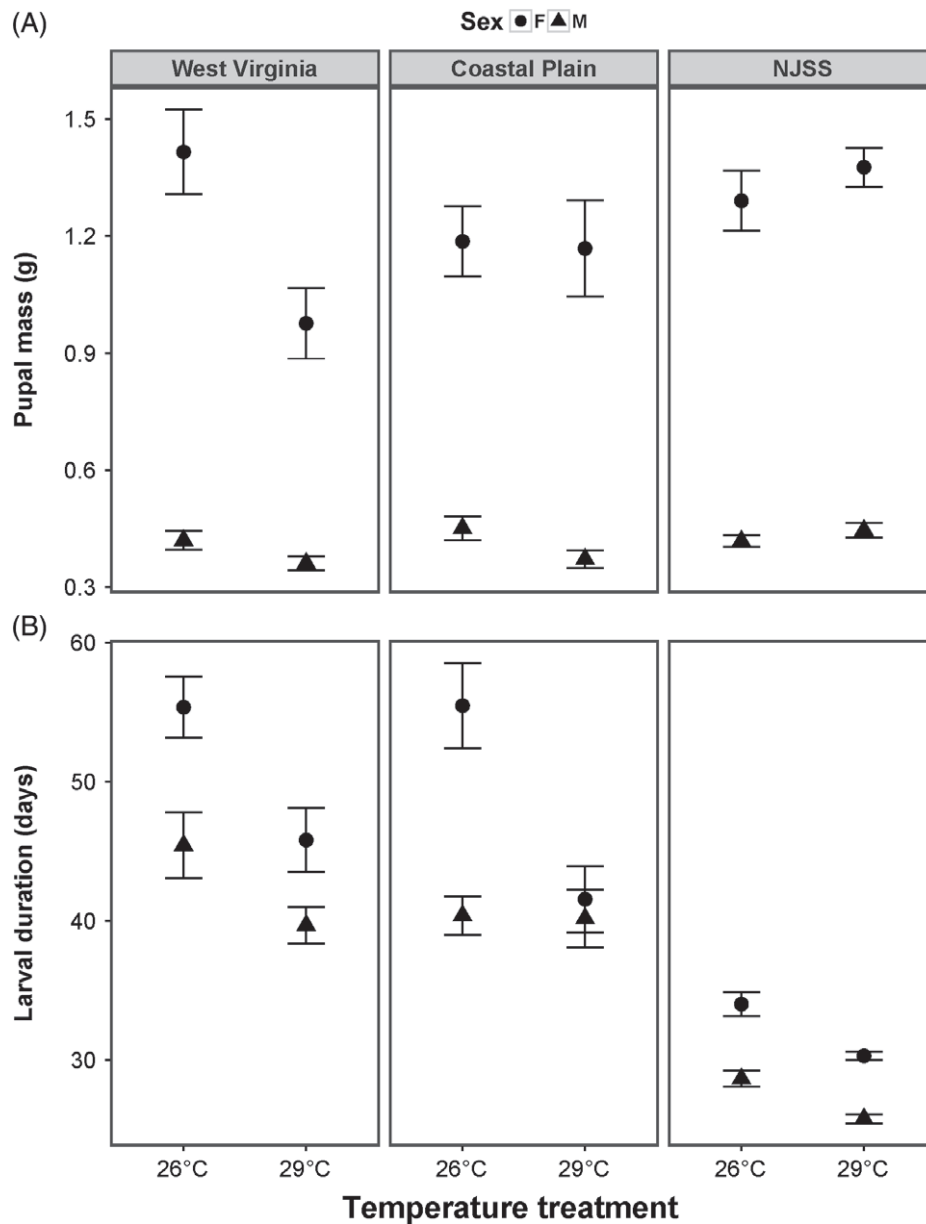 (A)
Sex F M
West Virginia Coastal Plain NJSS
Pupal mass (g)
1.5
1.2
0.9
0.6
0.3
(B)
Larval duration (days)
60
50
40
30
26°C 29°C 26°C 29°C 26°C 29°C
Temperature treatment